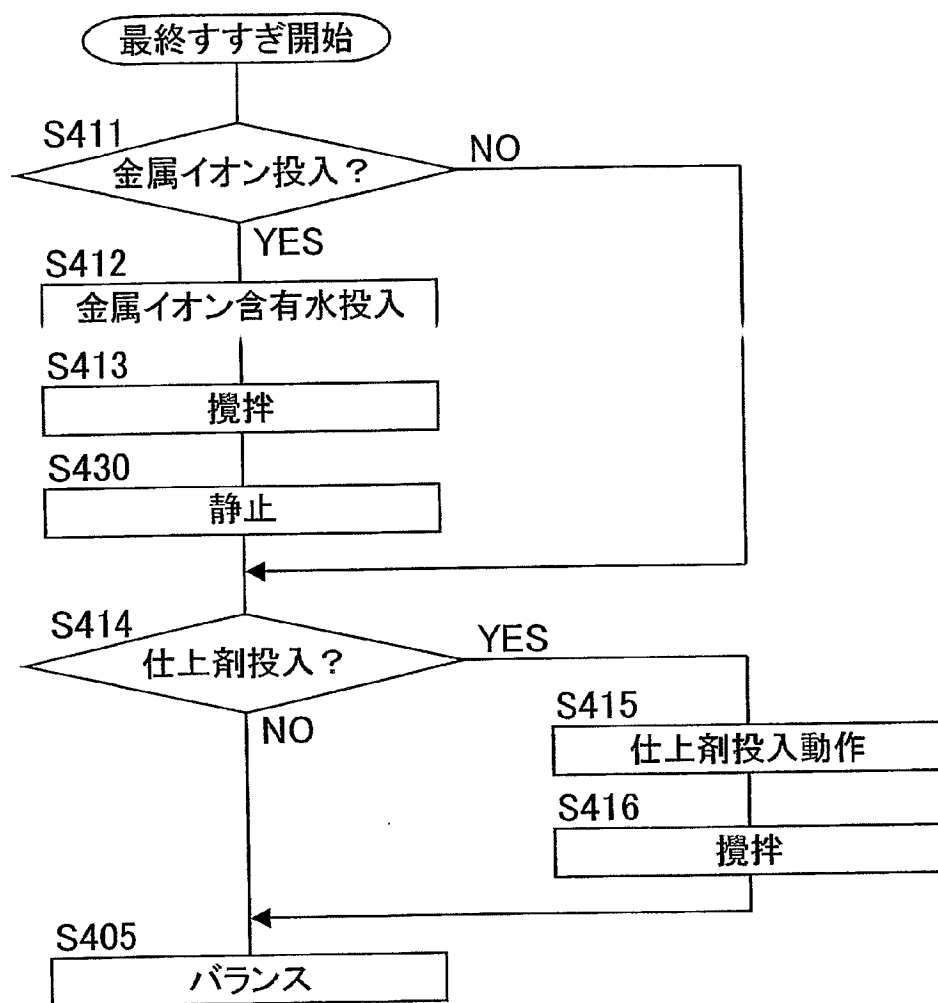 最終すすぎ開始
S411
金属イオン投入？
NO
YES
S412
金属イオン含有水投入
S413
攪拌
S430
静止
S414
仕上剤投入？
YES
NO
S415
仕上剤投入動作
S416
攪拌
S405
バランス